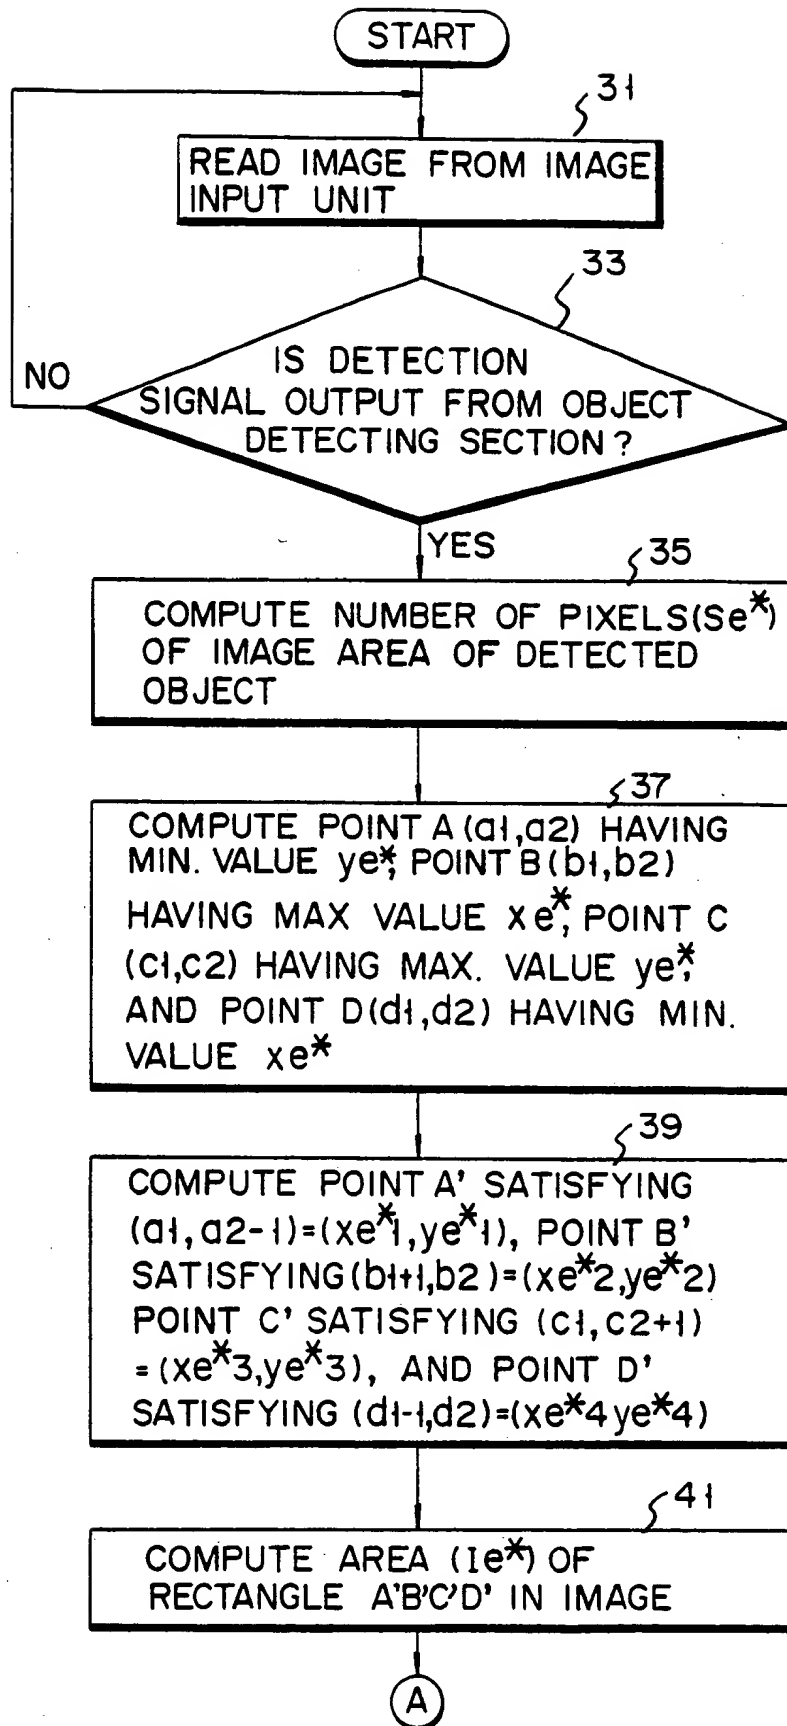 START
31
READ IMAGE FROM IMAGE
INPUT UNIT
33
IS DETECTION
SIGNAL OUTPUT FROM OBJECT
DETECTING SECTION?
NO
YES
35
COMPUTE NUMBER OF PIXELS(Se*)
OF IMAGE AREA OF DETECTED
OBJECT
37
COMPUTE POINT A(a1,a2) HAVING
MIN. VALUE ye*, POINT B(b1,b2)
HAVING MAX VALUE xe*, POINT C
(c1,c2) HAVING MAX. VALUE ye*,
AND POINT D(d1,d2) HAVING MIN.
VALUE xe*
39
COMPUTE POINT A' SATISFYING
(a1,a2-1)=(xe*1,ye*1), POINT B'
SATISFYING(b1+1,b2)=(xe*2,ye*2)
POINT C' SATISFYING (c1,c2+1)
=(xe*3,ye*3), AND POINT D'
SATISFYING (d1-1,d2)=(xe*4ye*4)
41
COMPUTE AREA (Ie*) OF
RECTANGLE A'B'C'D' IN IMAGE
A